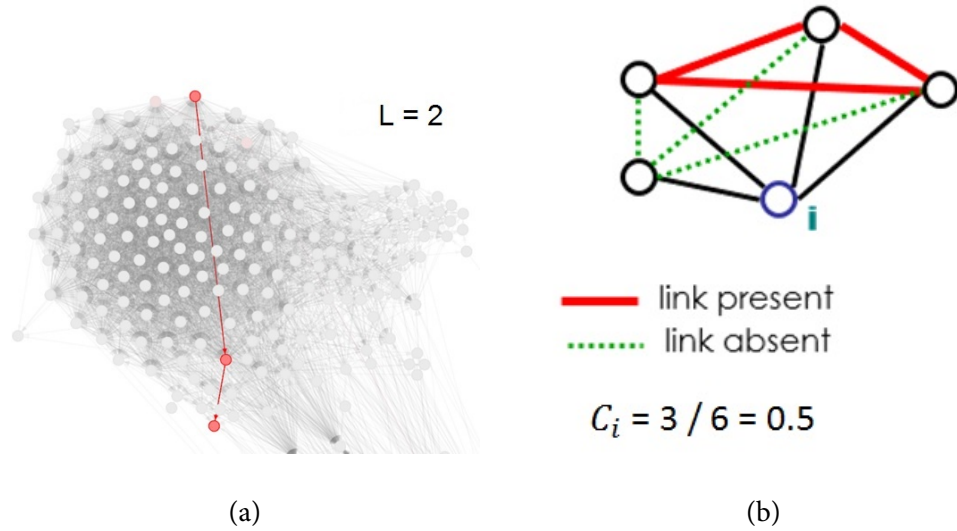 L = 2
i
link present
link absent
C_i = 3 / 6 = 0.5
(a)
(b)